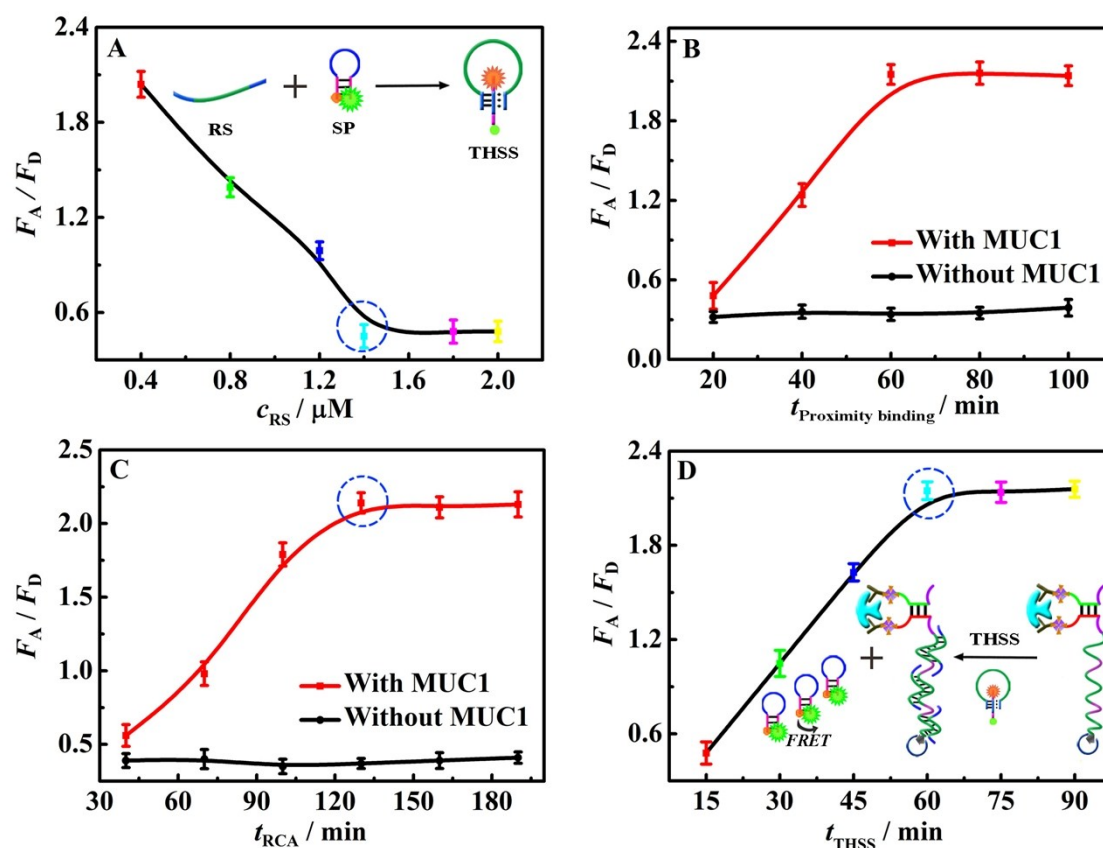 A
2.4
1.8
1.2
0.6
F_A / F_D
RS
SP
THSS
0.4 0.8 1.2 1.6 2.0
c_RS / μM
B
2.4
1.8
1.2
0.6
0.0
F_A / F_D
With MUC1
Without MUC1
20 40 60 80 100
t_Proximity binding / min
C
2.5
2.0
1.5
1.0
0.5
F_A / F_D
With MUC1
Without MUC1
30 60 90 120 150 180
t_RCA / min
D
2.4
1.8
1.2
0.6
F_A / F_D
THSS
FRET
15 30 45 60 75 90
t_THSS / min